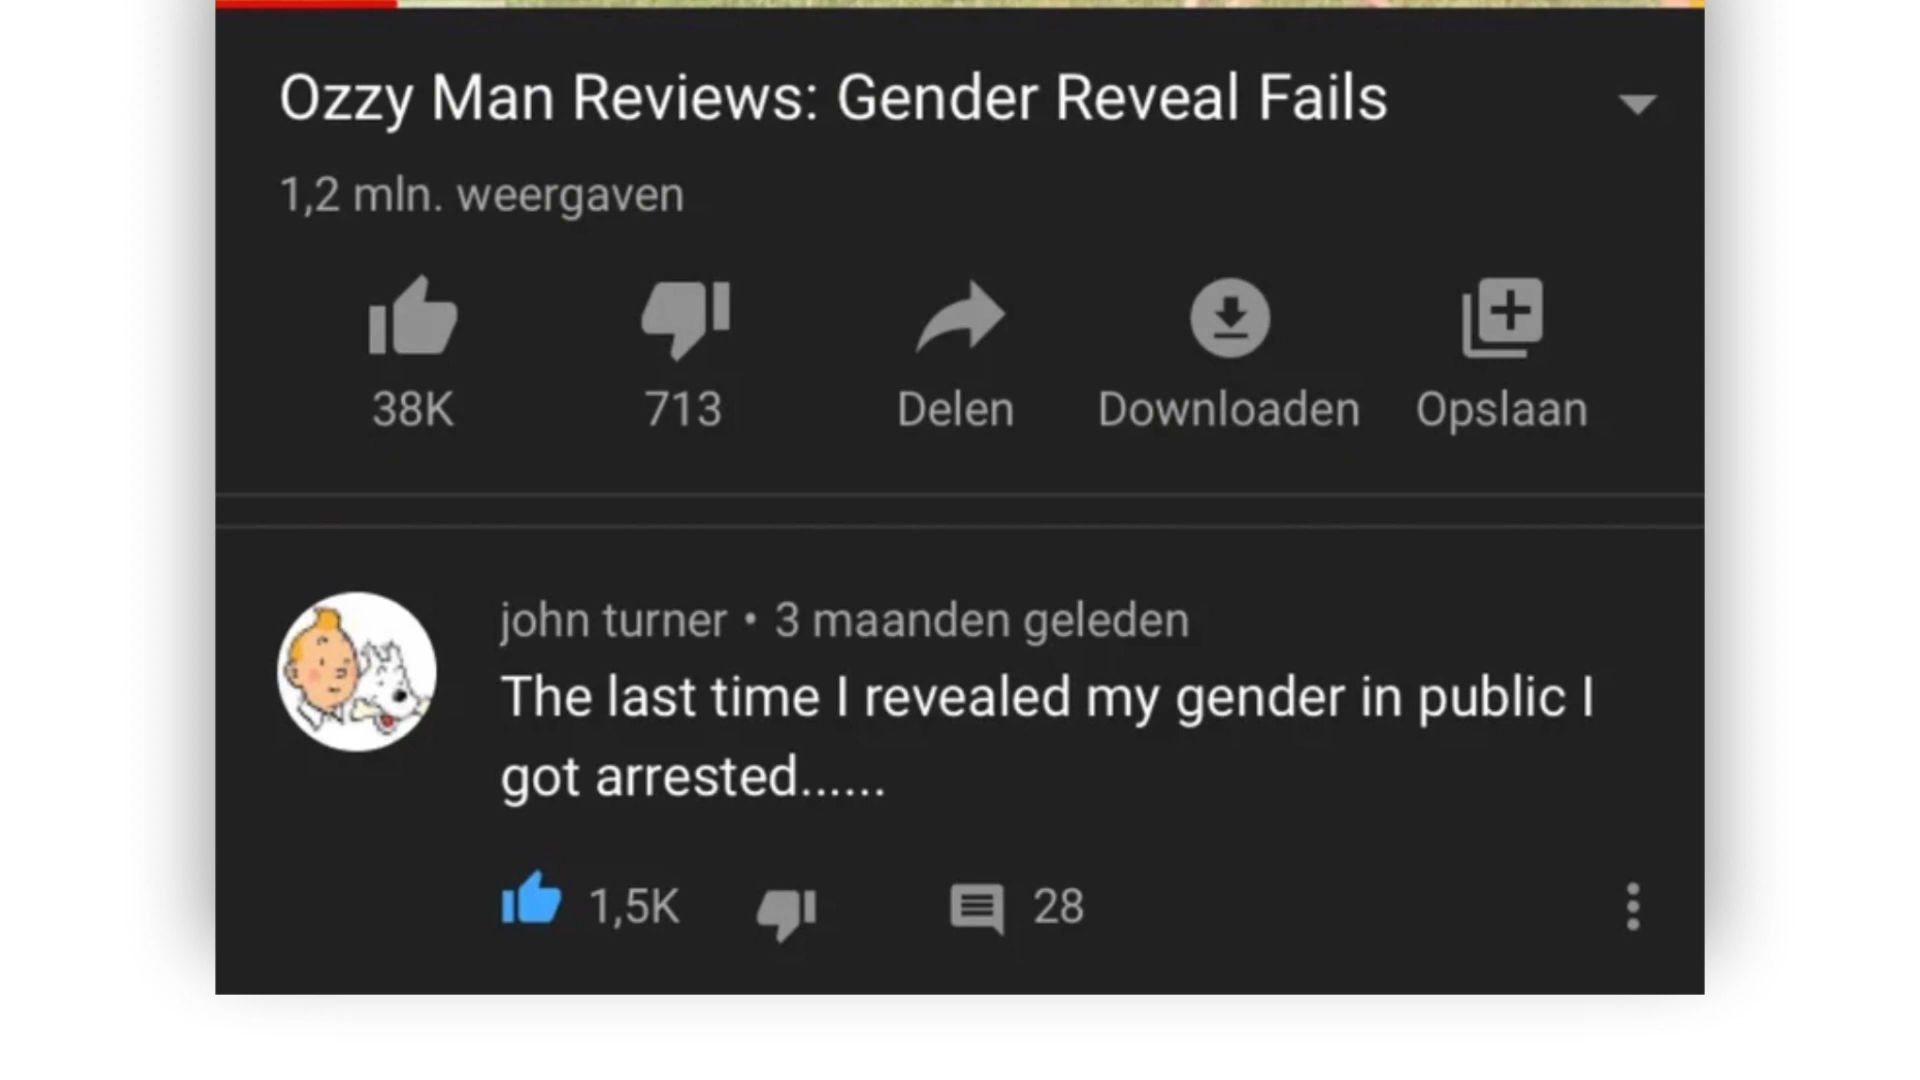 Ozzy Man Reviews: Gender Reveal Fails
1,2 mln. weergaven
38K 713 Delen Downloaden Opslaan
john turner • 3 maanden geleden
The last time I revealed my gender in public I
got arrested......
1,5K 28